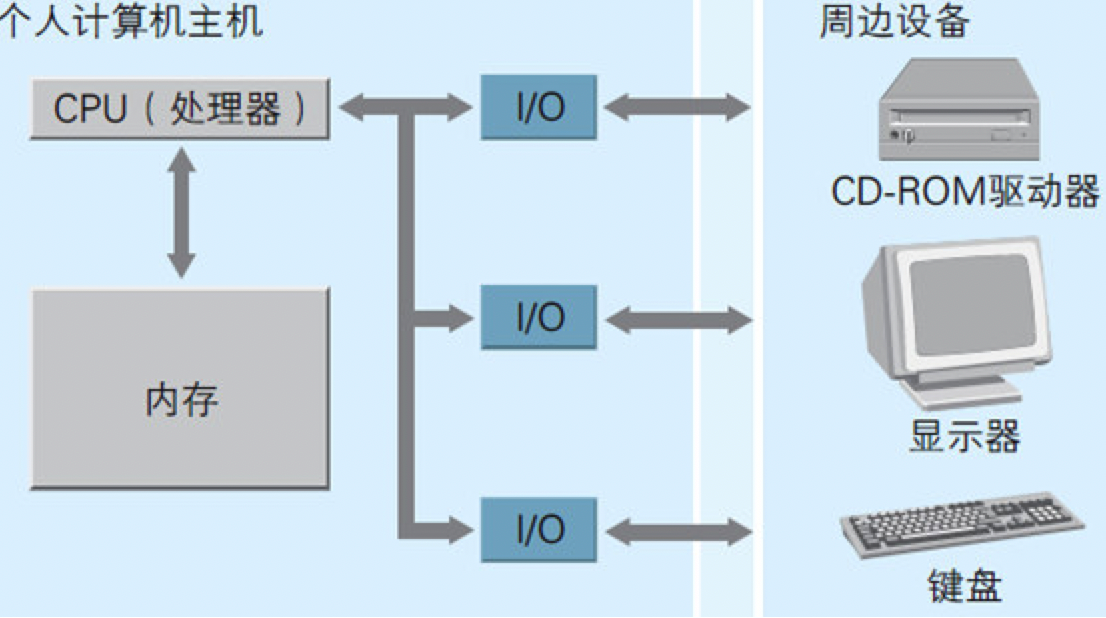 个人计算机主机
周边设备
CPU（处理器）
I/O
CD-ROM驱动器
I/O
内存
显示器
I/O
键盘